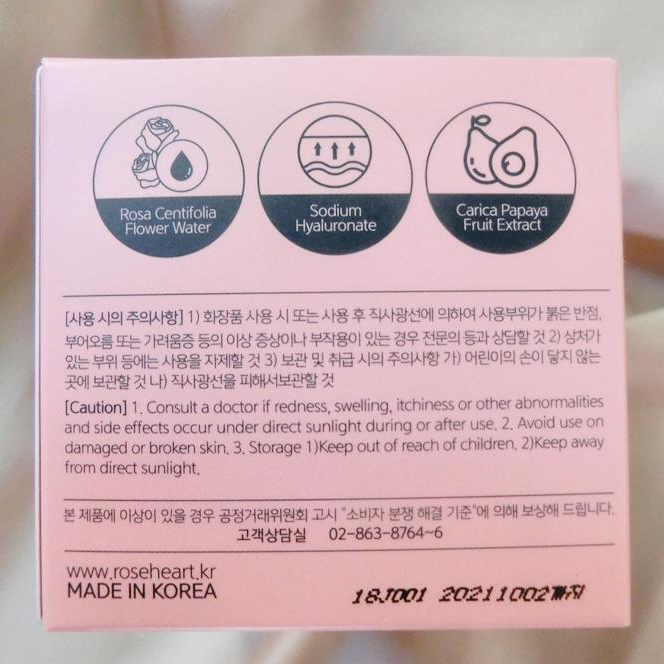 Rosa Centifolia
Flower Water
Sodium
Hyaluronate
Carica Papaya
Fruit Extract
[사용 시의 주의사항] 1) 화장품 사용 시 또는 사용 후 직사광선에 의하여 사용부위가 붉은 반점,
부어오름 또는 가려움증 등의 이상 증상이나 부작용이 있는 경우 전문의 등과 상담할 것 2) 상처가
있는 부위 등에는 사용을 자제할 것 3) 보관 및 취급 시의 주의사항 가) 어린이의 손이 닿지 않는
곳에 보관할 것 나) 직사광선을 피해서보관할 것
[Caution] 1. Consult a doctor if redness, swelling, itchiness or other abnormalities
and side effects occur under direct sunlight during or after use. 2. Avoid use on
damaged or broken skin. 3. Storage 1)Keep out of reach of children. 2)Keep away
from direct sunlight.
본 제품에 이상이 있을 경우 공정거래위원회 고시 "소비자 분쟁 해결 기준"에 의해 보상해 드립니다.
고객상담실 02-863-8764~6
www.roseheart.kr
MADE IN KOREA
18J001 20211002까지